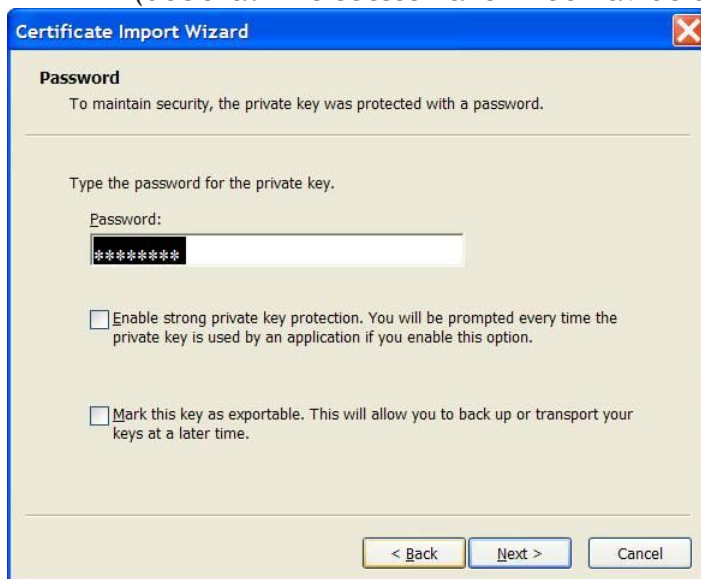 Certificate Import Wizard
Password
To maintain security, the private key was protected with a password.
Type the password for the private key.
Password:
********
Enable strong private key protection. You will be prompted every time the
private key is used by an application if you enable this option.
Mark this key as exportable. This will allow you to back up or transport your
keys at a later time.
< Back
Next >
Cancel